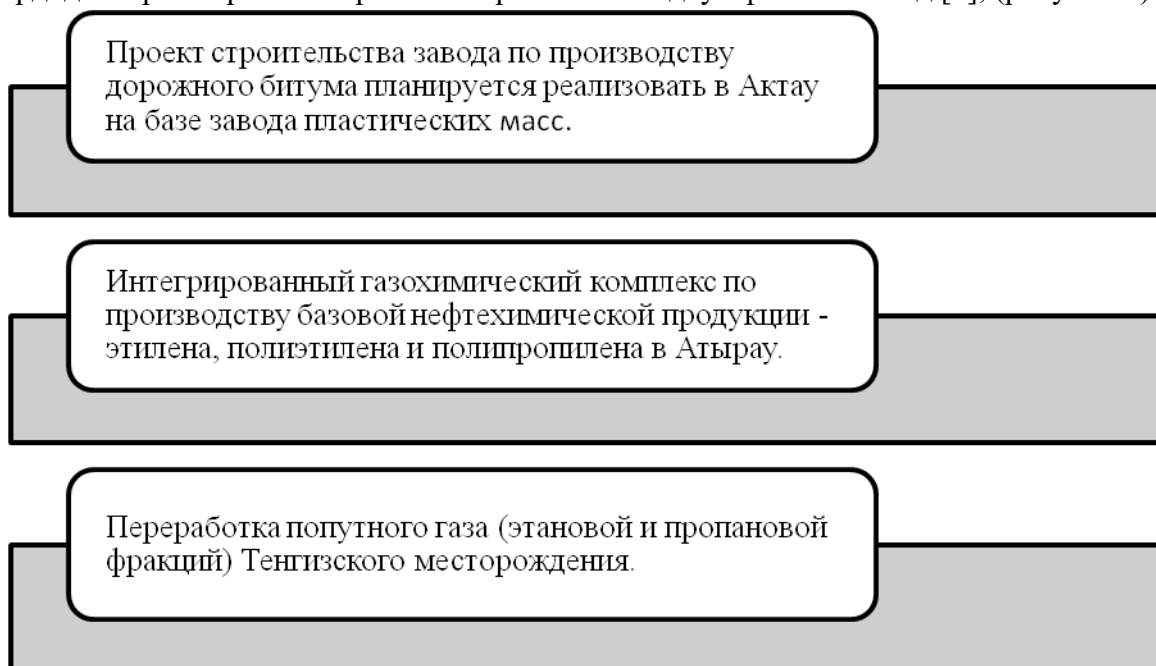 Проект строительства завода по производству
дорожного битума планируется реализовать в Актау
на базе завода пластических масс.
Интегрированный газохимический комплекс по
производству базовой нефтехимической продукции -
этилена, полиэтилена и полипропилена в Атырау.
Переработка попутного газа (этановой и пропановой
фракций) Тенгизского месторождения.